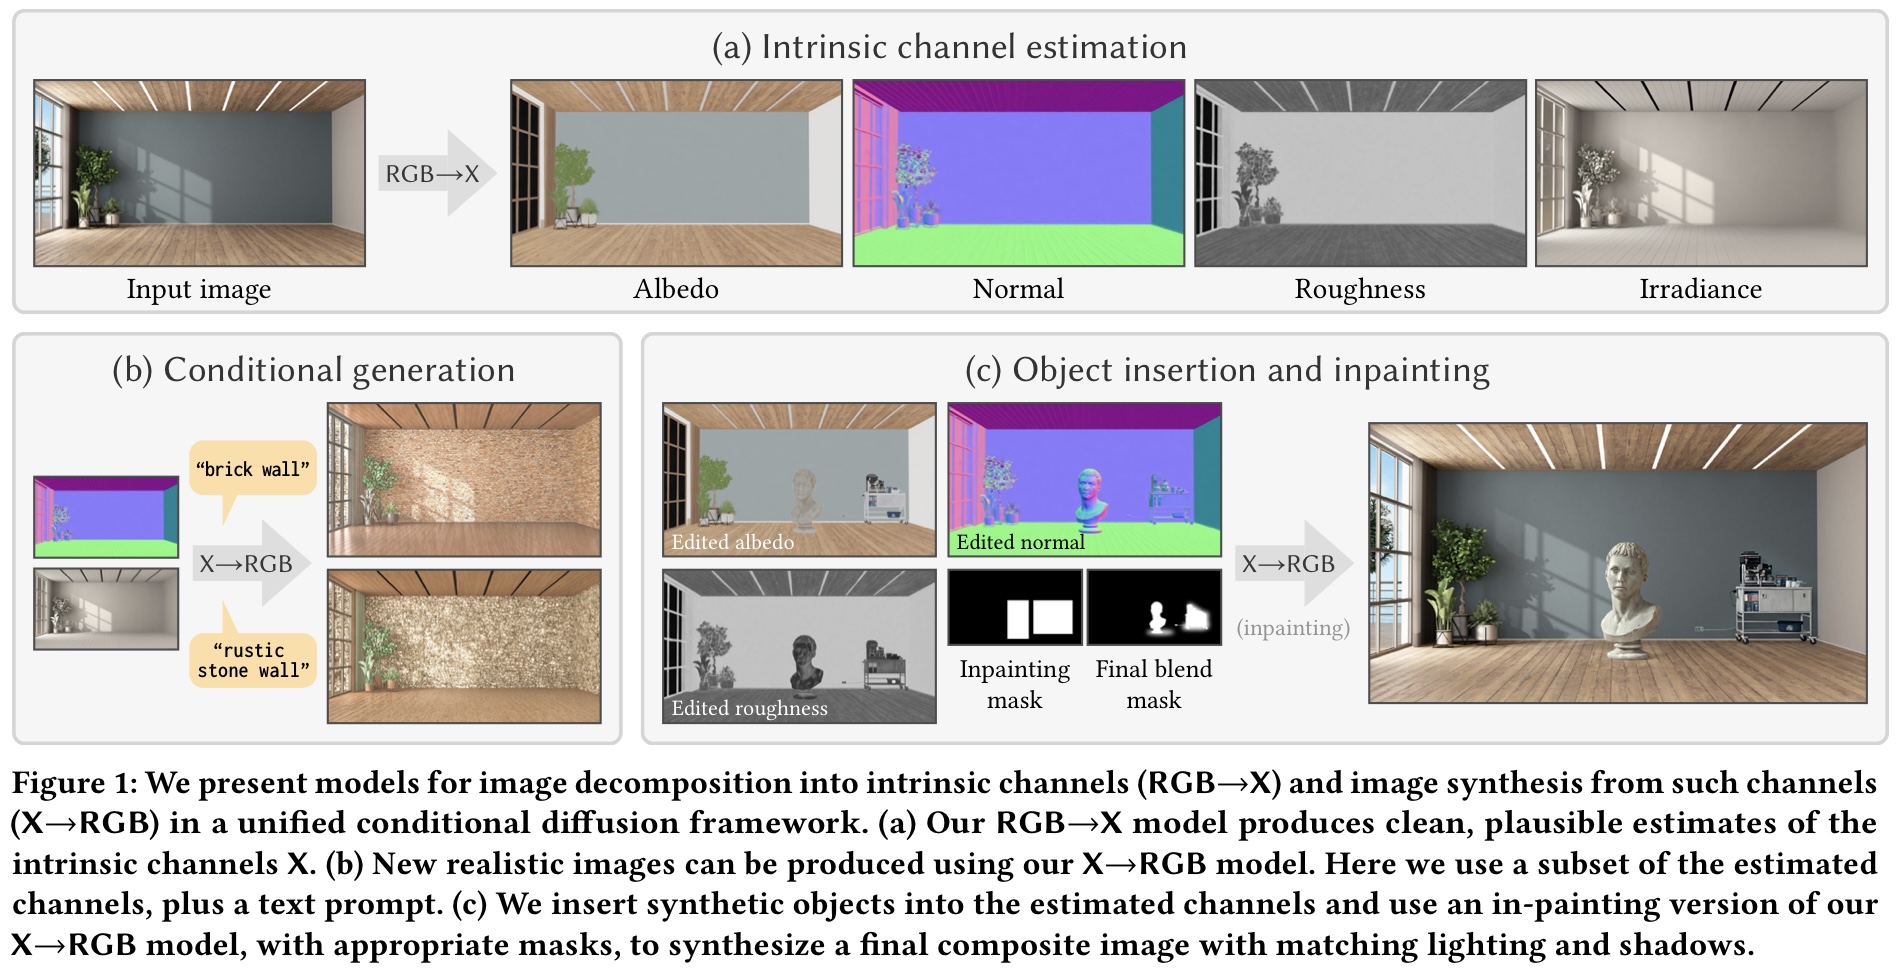 (a) Intrinsic channel estimation
RGB→X
Input image
Albedo
Normal
Roughness
Irradiance
(b) Conditional generation
“brick wall”
X→RGB
“rustic
stone wall”
(c) Object insertion and inpainting
Edited albedo
Edited normal
Edited roughness
Inpainting
mask
Final blend
mask
X→RGB
(inpainting)
Figure 1: We present models for image decomposition into intrinsic channels (RGB→X) and image synthesis from such channels
(X→RGB) in a unified conditional diffusion framework. (a) Our RGB→X model produces clean, plausible estimates of the
intrinsic channels X. (b) New realistic images can be produced using our X→RGB model. Here we use a subset of the estimated
channels, plus a text prompt. (c) We insert synthetic objects into the estimated channels and use an in-painting version of our
X→RGB model, with appropriate masks, to synthesize a final composite image with matching lighting and shadows.